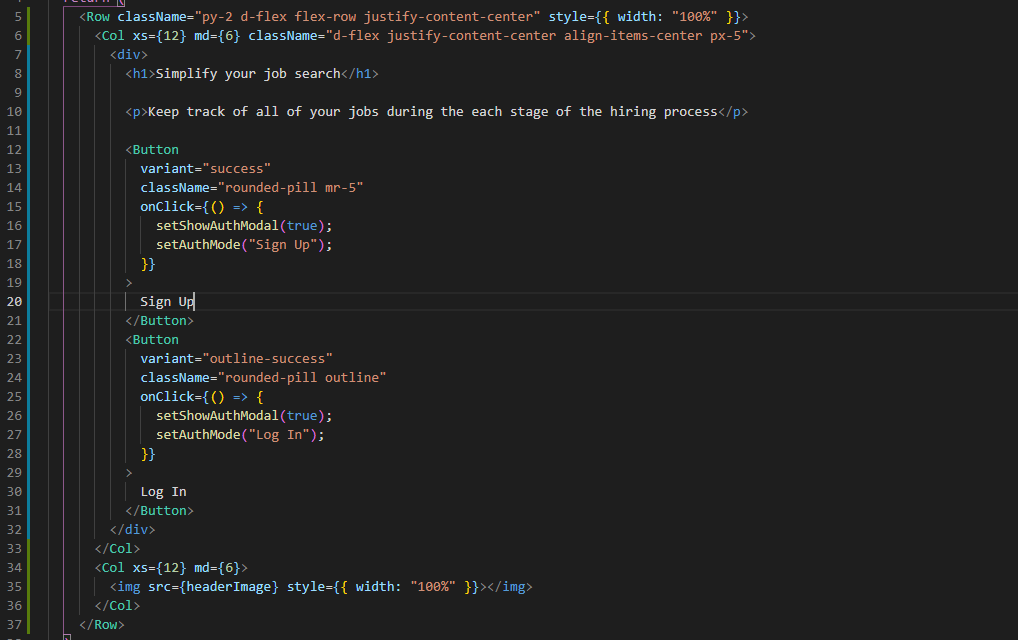 5 <Row className="py-2 d-flex flex-row justify-content-center" style={{ width: "100%" }}>
6 <Col xs={12} md={6} className="d-flex justify-content-center align-items-center px-5">
7 <div>
8 <h1>Simplify your job search</h1>
9
10 <p>Keep track of all of your jobs during the each stage of the hiring process</p>
11
12 <Button
13 variant="success"
14 className="rounded-pill mr-5"
15 onClick={() => {
16 setShowAuthModal(true);
17 setAuthMode("Sign Up");
18 }}
19 >
20 Sign Up
21 </Button>
22 <Button
23 variant="outline-success"
24 className="rounded-pill outline"
25 onClick={() => {
26 setShowAuthModal(true);
27 setAuthMode("Log In");
28 }}
29 >
30 Log In
31 </Button>
32 </div>
33 </Col>
34 <Col xs={12} md={6}>
35 <img src={headerImage} style={{ width: "100%" }}></img>
36 </Col>
37 </Row>